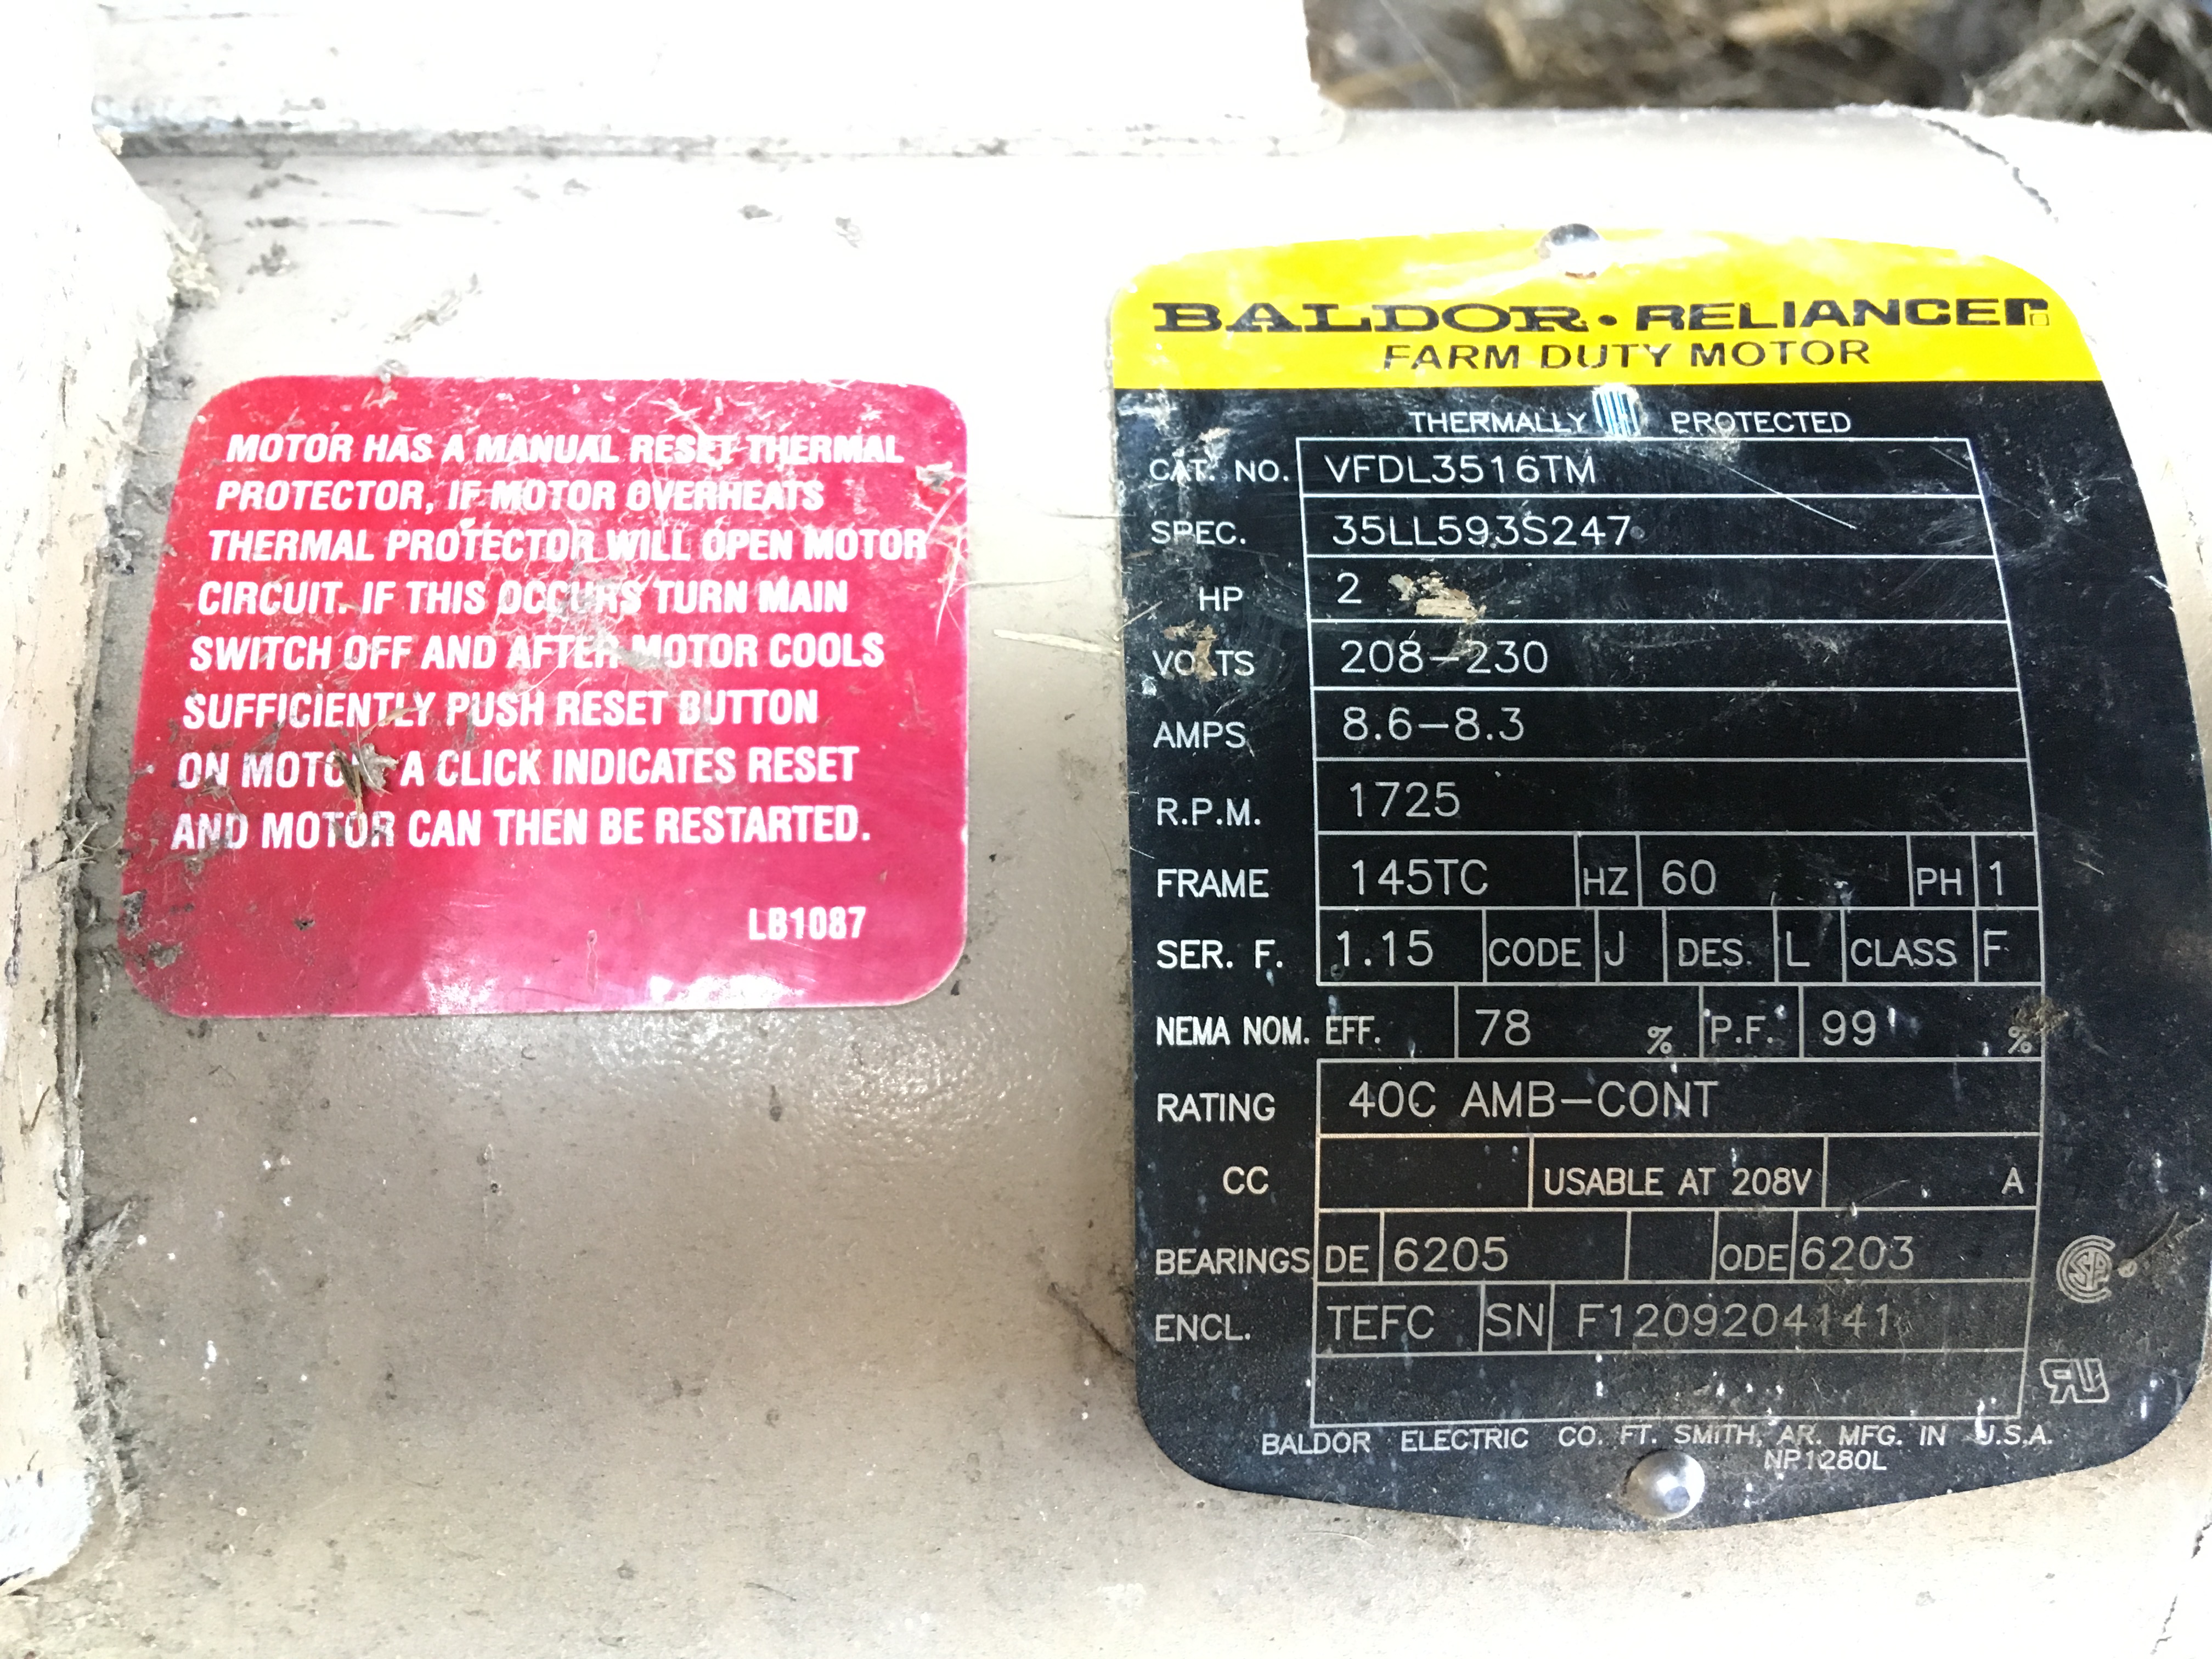 MOTOR HAS A MANUAL RESET THERMAL
PROTECTOR, IF MOTOR OVERHEATS
THERMAL PROTECTOR WILL OPEN MOTOR
CIRCUIT. IF THIS OCCURS TURN MAIN
SWITCH OFF AND AFTER MOTOR COOLS
SUFFICIENTLY PUSH RESET BUTTON
ON MOTOR. A CLICK INDICATES RESET
AND MOTOR CAN THEN BE RESTARTED.
LB1087
BALDOR • RELIANCE
FARM DUTY MOTOR
THERMALLY PROTECTED
CAT. NO. VFDL3516TM
SPEC. 35LL593S247
HP 2
VOLTS 208-230
AMPS 8.6-8.3
R.P.M. 1725
FRAME 145TC HZ 60 PH 1
SER. F. 1.15 CODE J DES. L CLASS F
NEMA NOM. EFF. 78 % P.F. 99 %
RATING 40C AMB-CONT
CC USABLE AT 208V A
BEARINGS DE 6205 ODE 6203
ENCL. TEFC SN F1209204141
BALDOR ELECTRIC CO. FT. SMITH, AR. MFG. IN U.S.A.
NP1280L